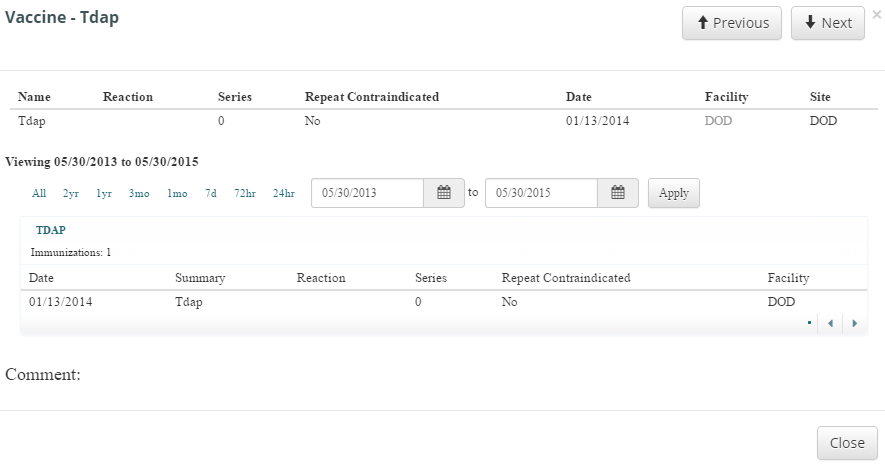 Vaccine - Tdap
Previous Next ×
Name Reaction Series Repeat Contraindicated Date Facility Site
Tdap 0 No 01/13/2014 DOD DOD
Viewing 05/30/2013 to 05/30/2015
All 2yr 1yr 3mo 1mo 7d 72hr 24hr 05/30/2013 to 05/30/2015 Apply
TDAP
Immunizations: 1
Date Summary Reaction Series Repeat Contraindicated Facility
01/13/2014 Tdap 0 No DOD
Comment:
Close